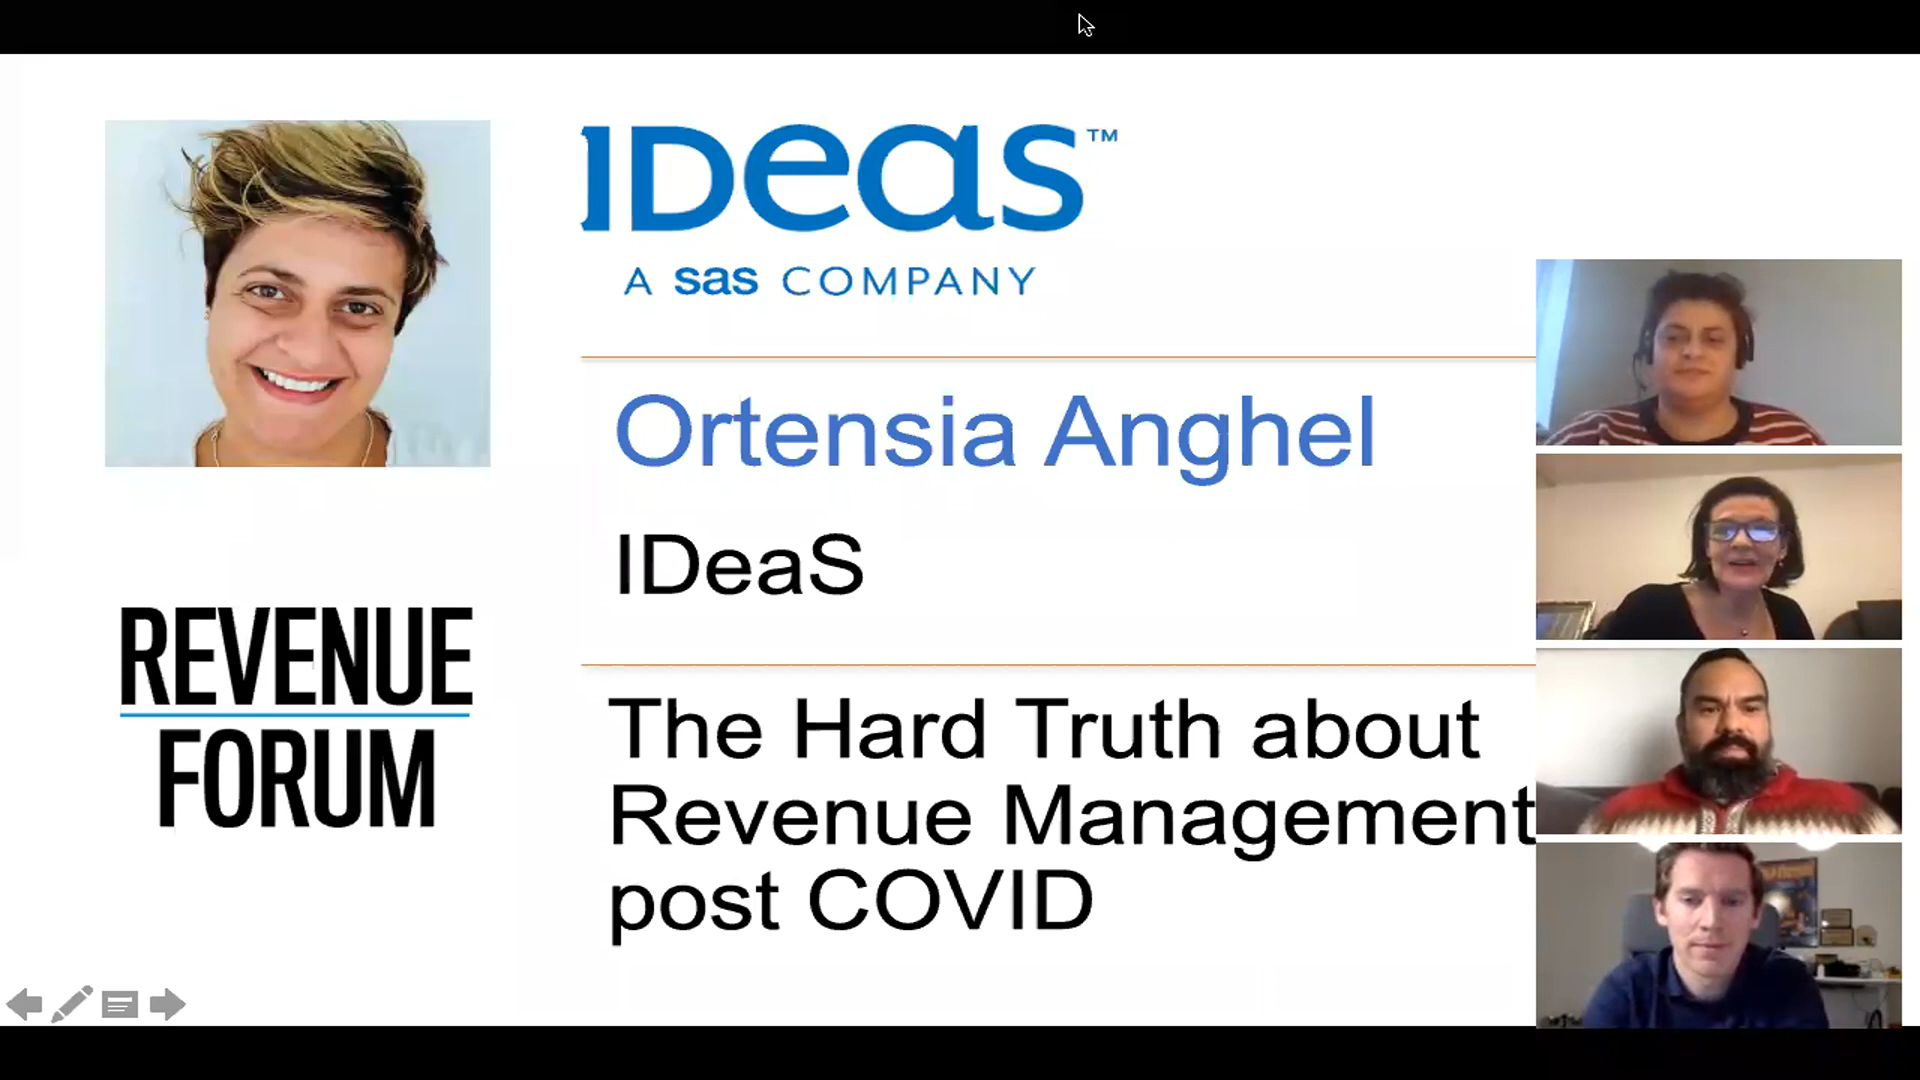 IDeaS™
A sas COMPANY
Ortensia Anghel
IDeaS
REVENUE
FORUM
The Hard Truth about
Revenue Management
post COVID